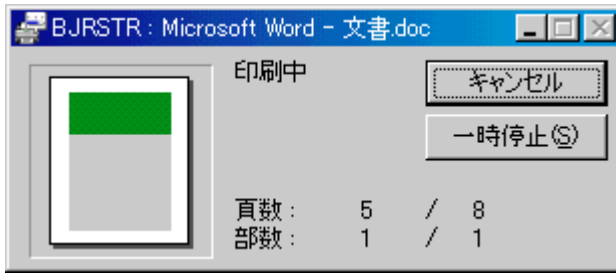 BJRSTR : Microsoft Word - 文書.doc
印刷中
キャンセル
一時停止(S)
頁数 : 5 / 8
部数 : 1 / 1